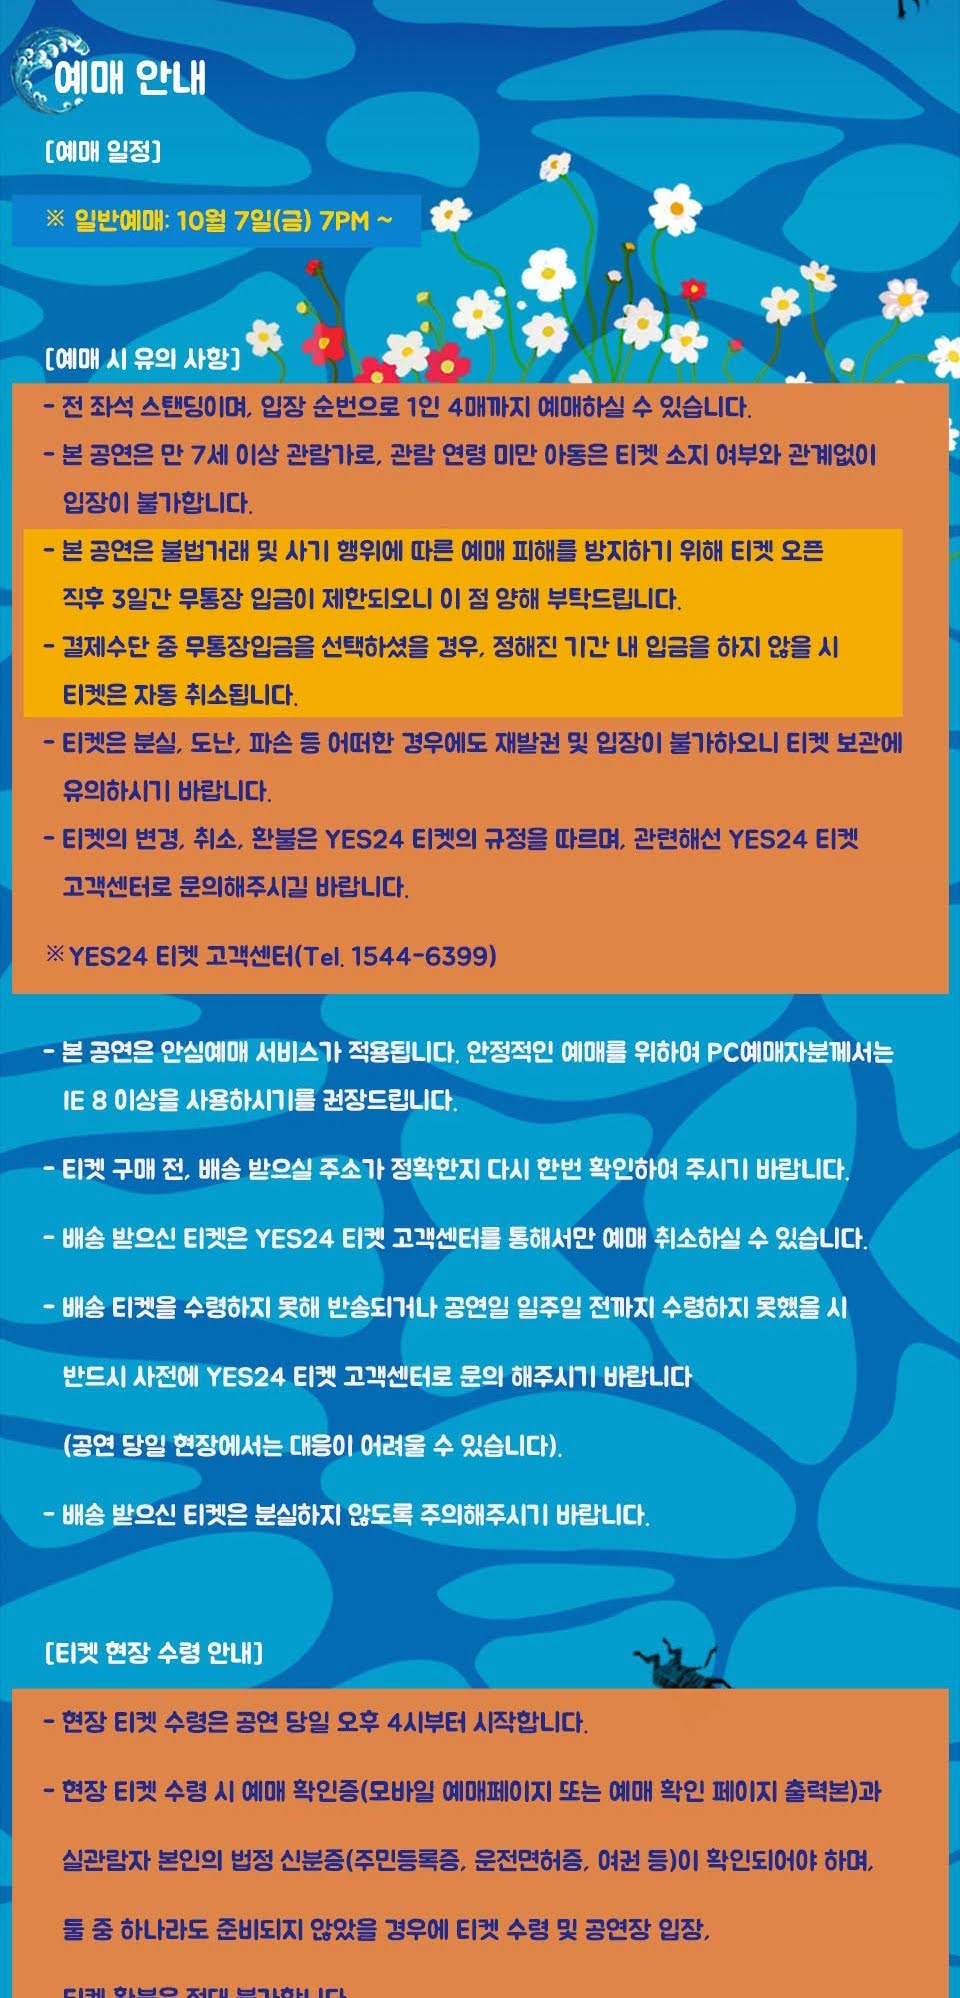 예매 안내
[예매 일정]
※ 일반예매: 10월 7일(금) 7PM ~
[예매 시 유의 사항]
- 전 좌석 스탠딩이며, 입장 순번으로 1인 4매까지 예매하실 수 있습니다.
- 본 공연은 만 7세 이상 관람가로, 관람 연령 미만 아동은 티켓 소지 여부와 관계없이
입장이 불가합니다.
- 본 공연은 불법거래 및 사기 행위에 따른 예매 피해를 방지하기 위해 티켓 오픈
직후 3일간 무통장 입금이 제한되오니 이 점 양해 부탁드립니다.
- 결제수단 중 무통장입금을 선택하셨을 경우, 정해진 기간 내 입금을 하지 않을 시
티켓은 자동 취소됩니다.
- 티켓은 분실, 도난, 파손 등 어떠한 경우에도 재발권 및 입장이 불가하오니 티켓 보관에
유의하시기 바랍니다.
- 티켓의 변경, 취소, 환불은 YES24 티켓의 규정을 따르며, 관련해선 YES24 티켓
고객센터로 문의해주시길 바랍니다.
※YES24 티켓 고객센터(Tel. 1544-6399)
- 본 공연은 안심예매 서비스가 적용됩니다. 안정적인 예매를 위하여 PC예매자분께서는
IE 8 이상을 사용하시기를 권장드립니다.
- 티켓 구매 전, 배송 받으실 주소가 정확한지 다시 한번 확인하여 주시기 바랍니다.
- 배송 받으신 티켓은 YES24 티켓 고객센터를 통해서만 예매 취소하실 수 있습니다.
- 배송 티켓을 수령하지 못해 반송되거나 공연일 일주일 전까지 수령하지 못했을 시
반드시 사전에 YES24 티켓 고객센터로 문의 해주시기 바랍니다
(공연 당일 현장에서는 대응이 어려울 수 있습니다).
- 배송 받으신 티켓은 분실하지 않도록 주의해주시기 바랍니다.
[티켓 현장 수령 안내]
- 현장 티켓 수령은 공연 당일 오후 4시부터 시작합니다.
- 현장 티켓 수령 시 예매 확인증(모바일 예매페이지 또는 예매 확인 페이지 출력본)과
실관람자 본인의 법정 신분증(주민등록증, 운전면허증, 여권 등)이 확인되어야 하며,
둘 중 하나라도 준비되지 않았을 경우에 티켓 수령 및 공연장 입장,
티켓 환불은 절대 불가합니다